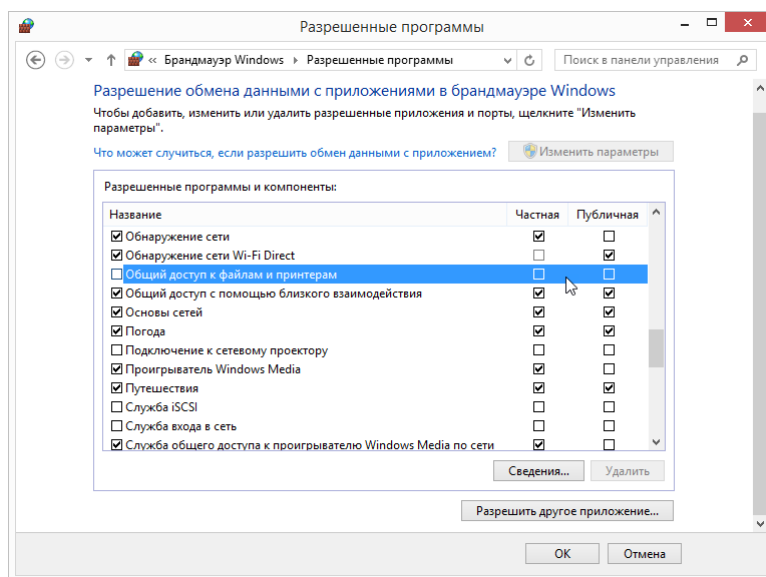 Разрешенные программы
« Брандмауэр Windows Разрешенные программы
Поиск в панели управления
Разрешение обмена данными с приложениями в брандмауэре Windows
Чтобы добавить, изменить или удалить разрешенные приложения и порты, щелкните "Изменить
параметры".
Что может случиться, если разрешить обмен данными с приложением?
Изменить параметры
Разрешенные программы и компоненты:
Название Частная Публичная
Обнаружение сети
Обнаружение сети Wi-Fi Direct
Общий доступ к файлам и принтерам
Общий доступ с помощью близкого взаимодействия
Основы сетей
Погода
Подключение к сетевому проектору
Проигрыватель Windows Media
Путешествия
Служба iSCSI
Служба входа в сеть
Служба общего доступа к проигрывателю Windows Media по сети
Сведения... Удалить
Разрешить другое приложение...
OK Отмена